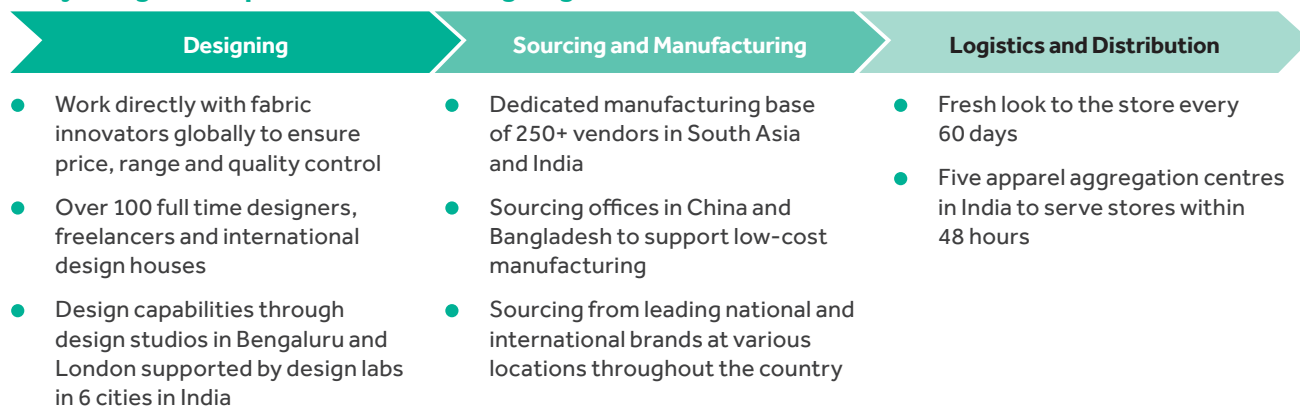 Designing
Work directly with fabric
innovators globally to ensure
price, range and quality control
Over 100 full time designers,
freelancers and international
design houses
Design capabilities through
design studios in Bengaluru and
London supported by design labs
in 6 cities in India
Sourcing and Manufacturing
Dedicated manufacturing base
of 250+ vendors in South Asia
and India
Sourcing offices in China and
Bangladesh to support low-cost
manufacturing
Sourcing from leading national and
international brands at various
locations throughout the country
Logistics and Distribution
Fresh look to the store every
60 days
Five apparel aggregation centres
in India to serve stores within
48 hours